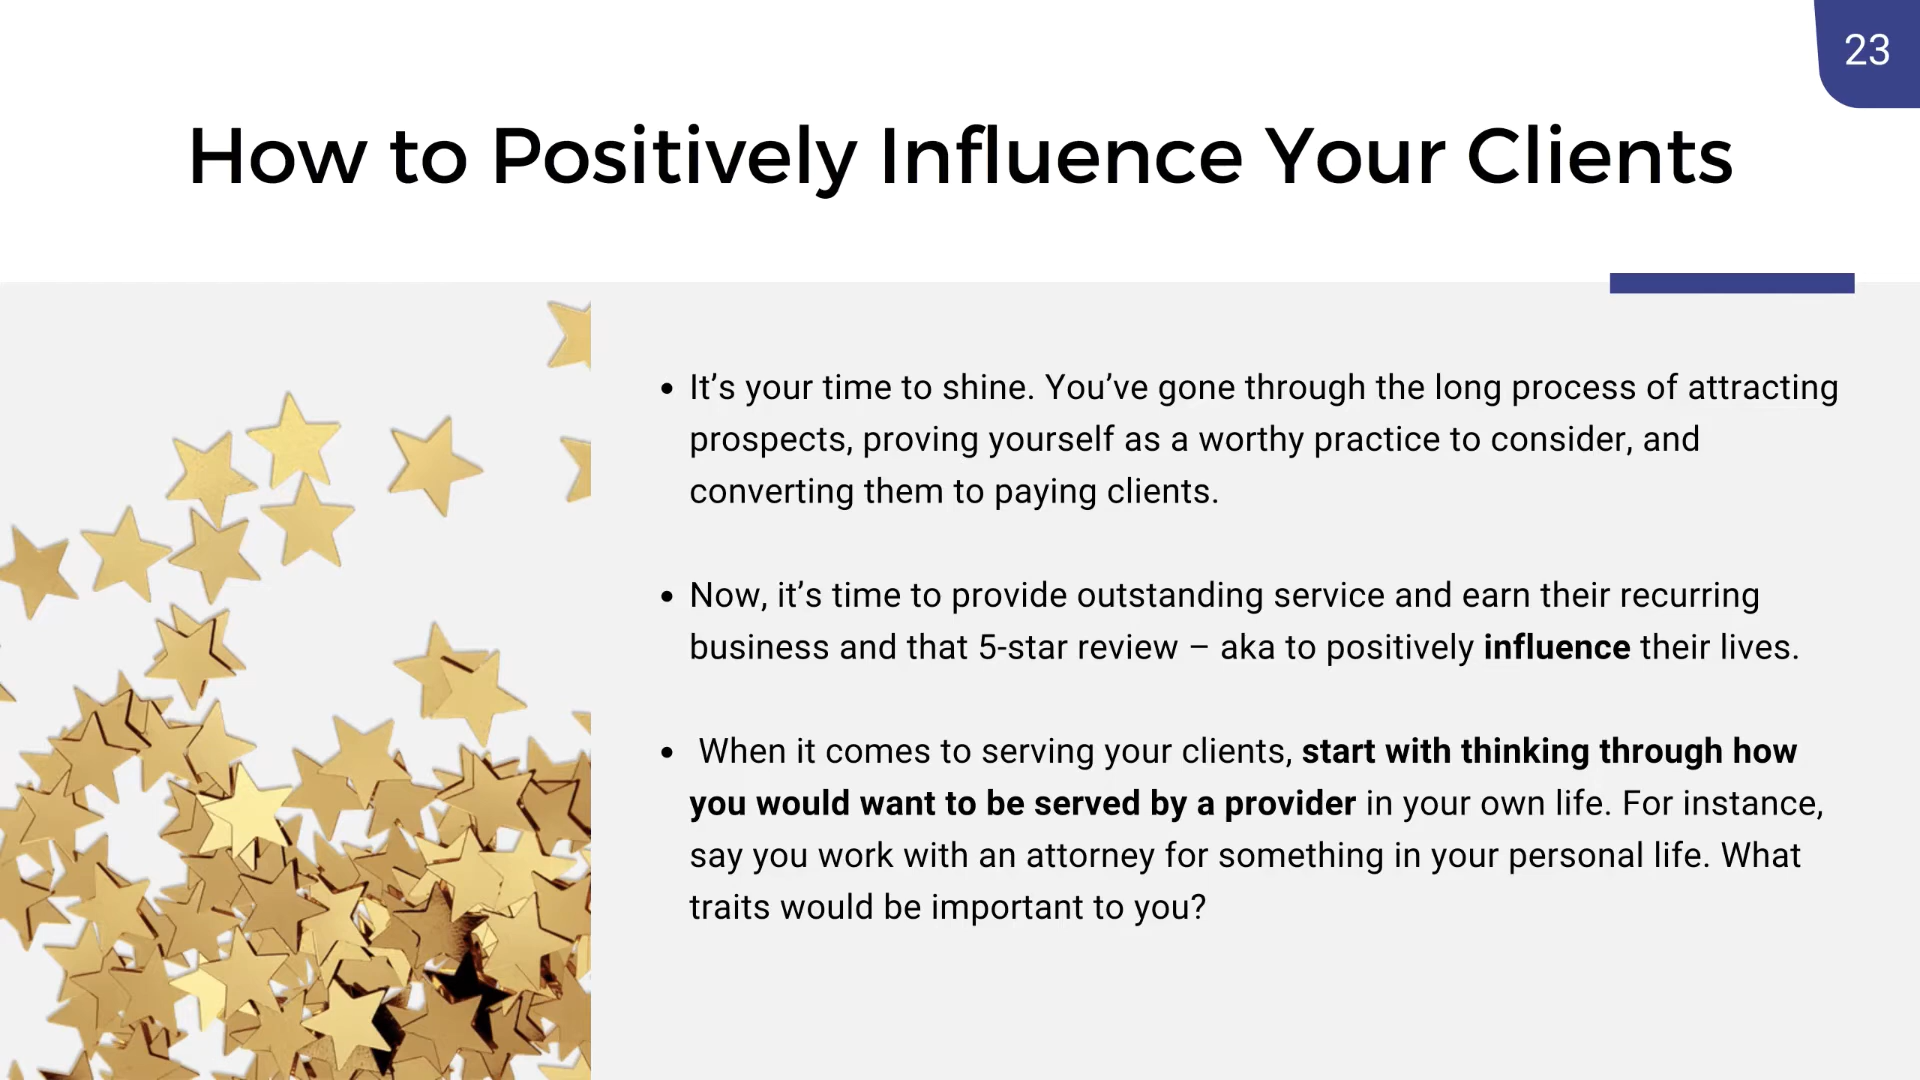 23
How to Positively Influence Your Clients
• It’s your time to shine. You’ve gone through the long process of attracting
prospects, proving yourself as a worthy practice to consider, and
converting them to paying clients.
• Now, it’s time to provide outstanding service and earn their recurring
business and that 5-star review – aka to positively influence their lives.
• When it comes to serving your clients, start with thinking through how
you would want to be served by a provider in your own life. For instance,
say you work with an attorney for something in your personal life. What
traits would be important to you?